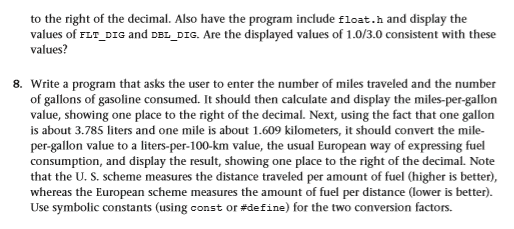 to the right of the decimal. Also have the program include float.h and display the
values of FLT_DIG and DBL_DIG. Are the displayed values of 1.0/3.0 consistent with these
values?
8. Write a program that asks the user to enter the number of miles traveled and the number
of gallons of gasoline consumed. It should then calculate and display the miles-per-gallon
value, showing one place to the right of the decimal. Next, using the fact that one gallon
is about 3.785 liters and one mile is about 1.609 kilometers, it should convert the mile-
per-gallon value to a liters-per-100-km value, the usual European way of expressing fuel
consumption, and display the result, showing one place to the right of the decimal. Note
that the U. S. scheme measures the distance traveled per amount of fuel (higher is better),
whereas the European scheme measures the amount of fuel per distance (lower is better).
Use symbolic constants (using const or #define) for the two conversion factors.